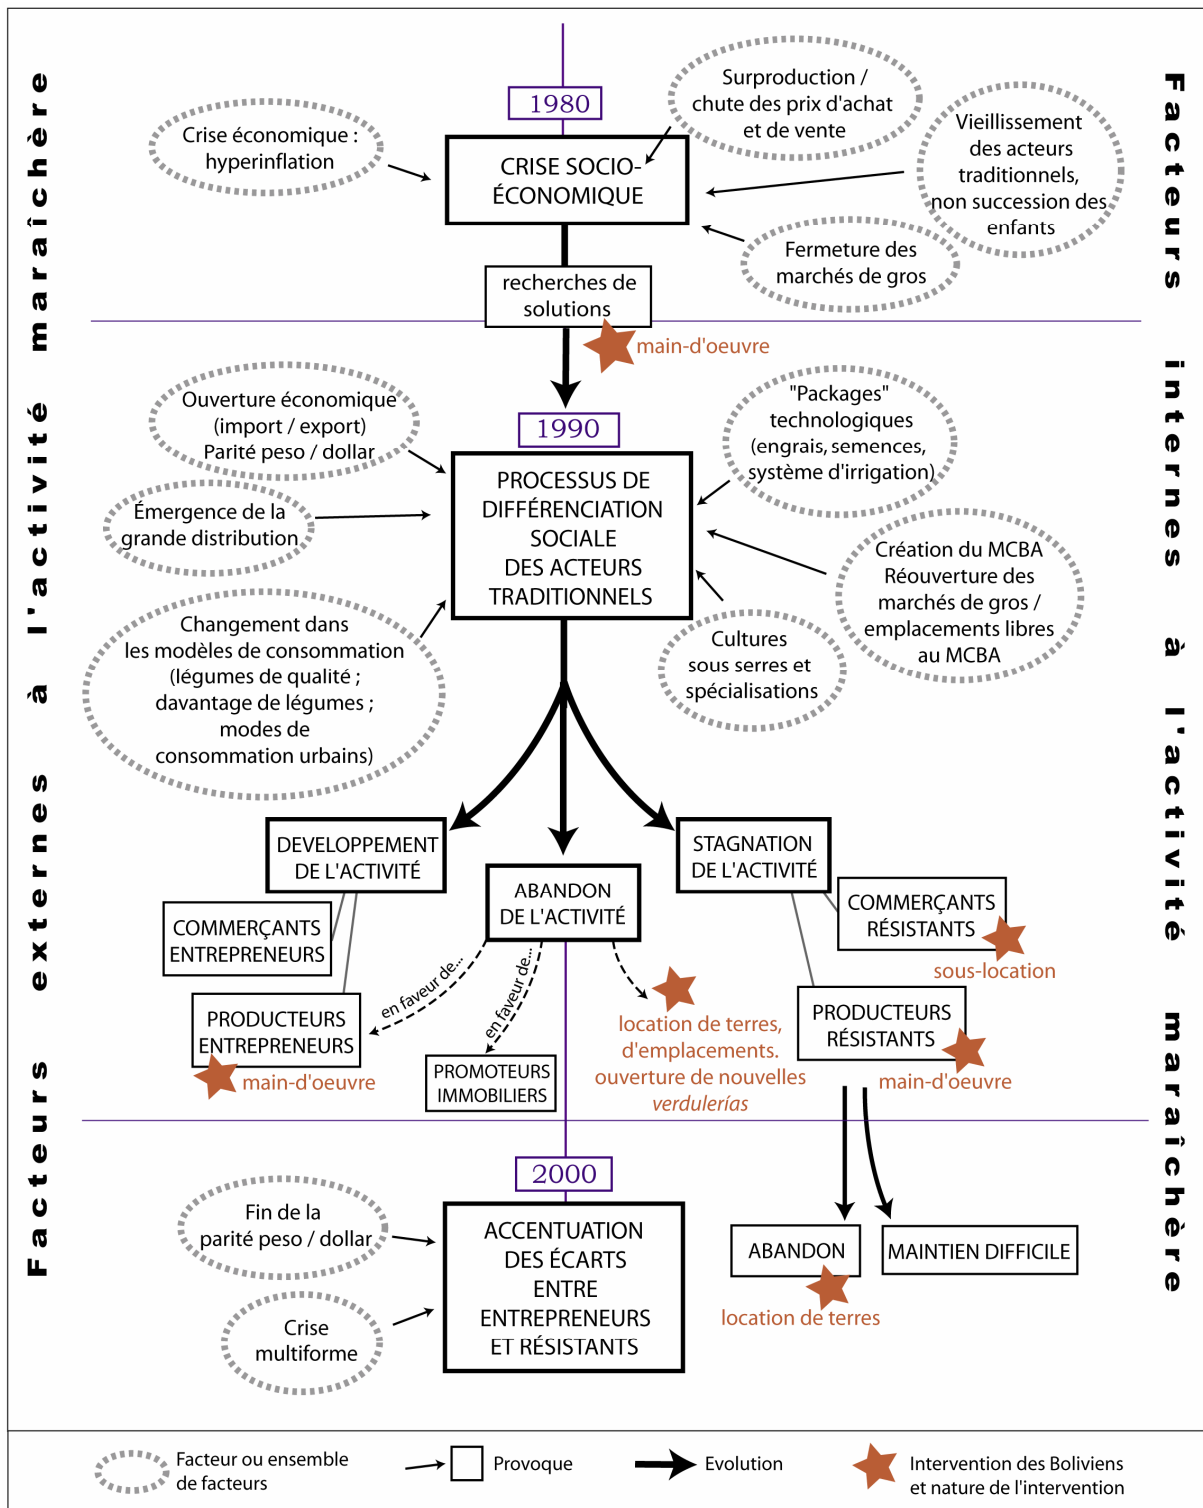 Facteurs externes à l'activité maraîchère
Facteurs internes à l'activité maraîchère
1980
Surproduction /
chute des prix d'achat
et de vente
Crise économique :
hyperinflation
CRISE SOCIO-
ÉCONOMIQUE
Vieillissement
des acteurs
traditionnels,
non succession des
enfants
Fermeture des
marchés de gros
recherches de
solutions
main-d'oeuvre
Ouverture économique
(import / export)
Parité peso / dollar
1990
"Packages"
technologiques
(engrais, semences,
système d'irrigation)
Émergence de la
grande distribution
PROCESSUS DE
DIFFÉRENCIATION
SOCIALE
DES ACTEURS
TRADITIONNELS
Création du MCBA
Réouverture des
marchés de gros /
emplacements libres
au MCBA
Changement dans
les modèles de consommation
(légumes de qualité ;
davantage de légumes ;
modes de
consommation urbains)
Cultures
sous serres et
spécialisations
DEVELOPPEMENT
DE L'ACTIVITÉ
ABANDON
DE L'ACTIVITÉ
STAGNATION
DE L'ACTIVITÉ
COMMERÇANTS
ENTREPRENEURS
COMMERÇANTS
RÉSISTANTS
sous-location
PRODUCTEURS
ENTREPRENEURS
main-d'oeuvre
en faveur de...
en faveur de...
PROMOTEURS
IMMOBILIERS
location de terres,
d'emplacements.
ouverture de nouvelles
verdulerías
PRODUCTEURS
RÉSISTANTS
main-d'oeuvre
2000
Fin de la
parité peso / dollar
Crise
multiforme
ACCENTUATION
DES ÉCARTS
ENTRE
ENTREPRENEURS
ET RÉSISTANTS
ABANDON
location de terres
MAINTIEN DIFFICILE
Facteur ou ensemble
de facteurs
Provoque
Evolution
Intervention des Boliviens
et nature de l'intervention